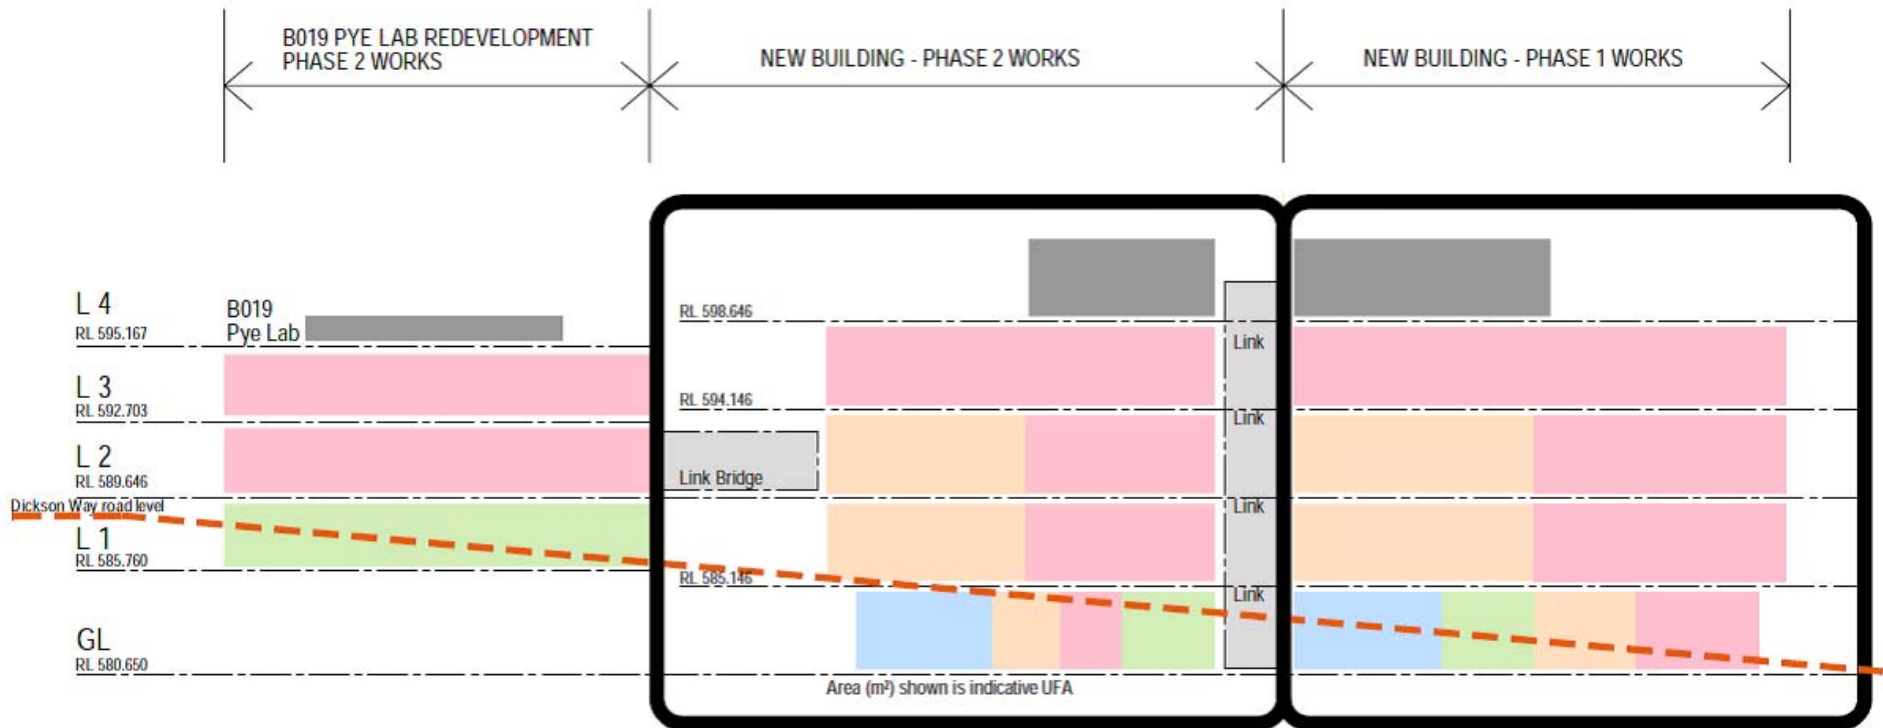 B019 PYE LAB REDEVELOPMENT
PHASE 2 WORKS
NEW BUILDING - PHASE 2 WORKS
NEW BUILDING - PHASE 1 WORKS
L 4
RL 595.167
B019
Pye Lab
RL 598.646
Link
L 3
RL 592.703
RL 594.146
Link
L 2
RL 589.646
Link Bridge
Dickson Way road level
Link
L 1
RL 585.760
RL 585.146
Link
GL
RL 580.650
Area (m²) shown is indicative UFA